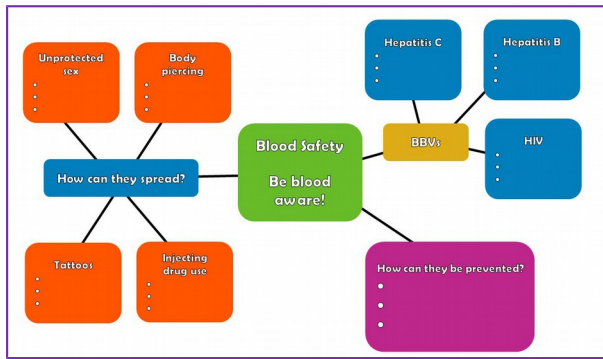 Unprotected
sex
Body
piercing
How can they spread?
Tattoos
Injecting
drug use
Blood Safety
Be blood
aware!
BBVs
Hepatitis C
Hepatitis B
HIV
How can they be prevented?